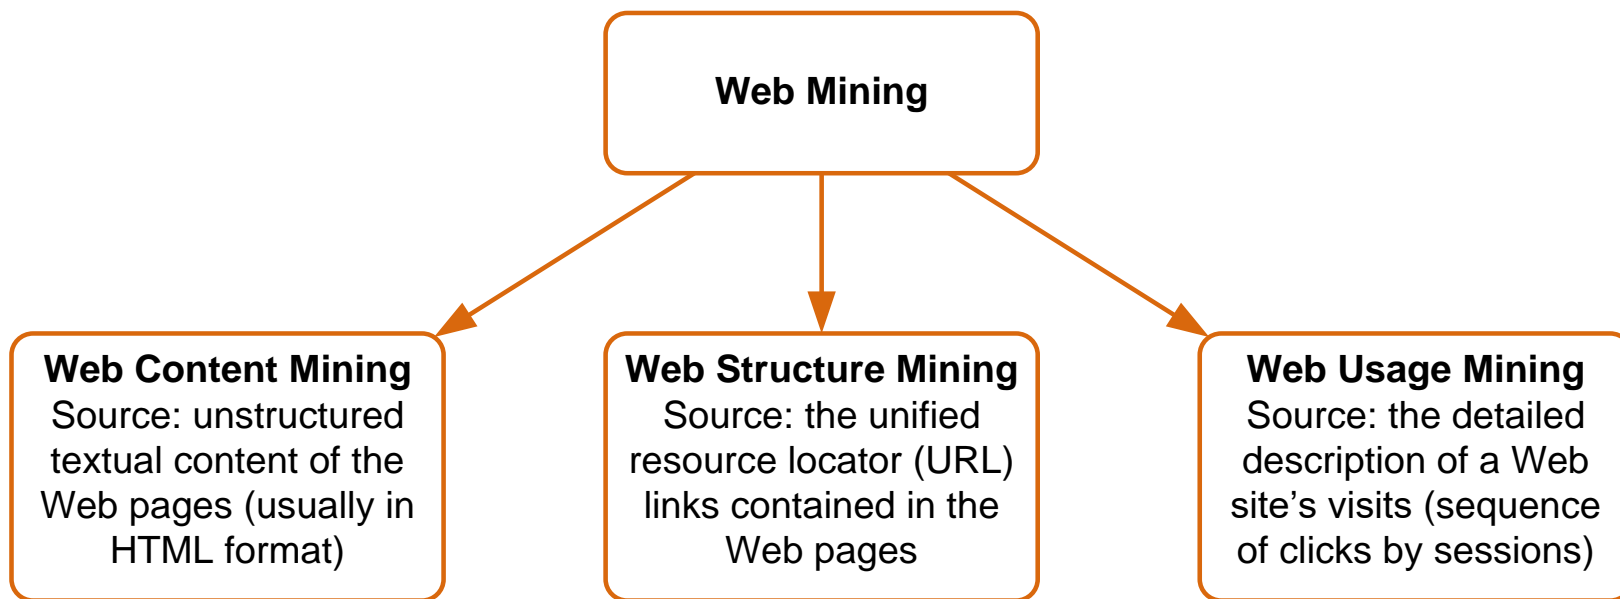 Web Mining
Web Content Mining
Source: unstructured
textual content of the
Web pages (usually in
HTML format)
Web Structure Mining
Source: the unified
resource locator (URL)
links contained in the
Web pages
Web Usage Mining
Source: the detailed
description of a Web
site’s visits (sequence
of clicks by sessions)